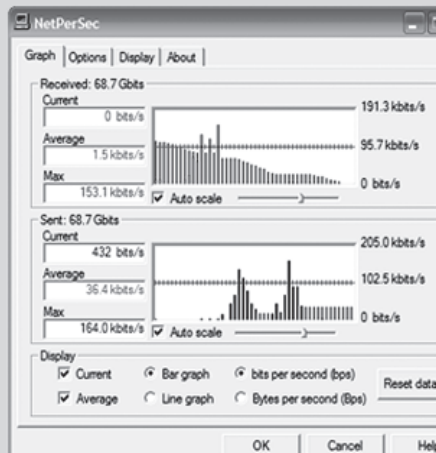 NetPerSec
Graph Options Display About
Received: 68.7 Gbits
Current
0 bits/s
Average
1.5 kbits/s
Max
153.1 kbits/s
191.3 kbits/s
95.7 kbits/s
0 bits/s
Auto scale
Sent: 68.7 Gbits
Current
432 bits/s
Average
36.4 kbits/s
Max
164.0 kbits/s
205.0 kbits/s
102.5 kbits/s
0 bits/s
Auto scale
Display
Current Bar graph bits per second (bps)
Average Line graph Bytes per second (Bps)
Reset data
OK Cancel Help